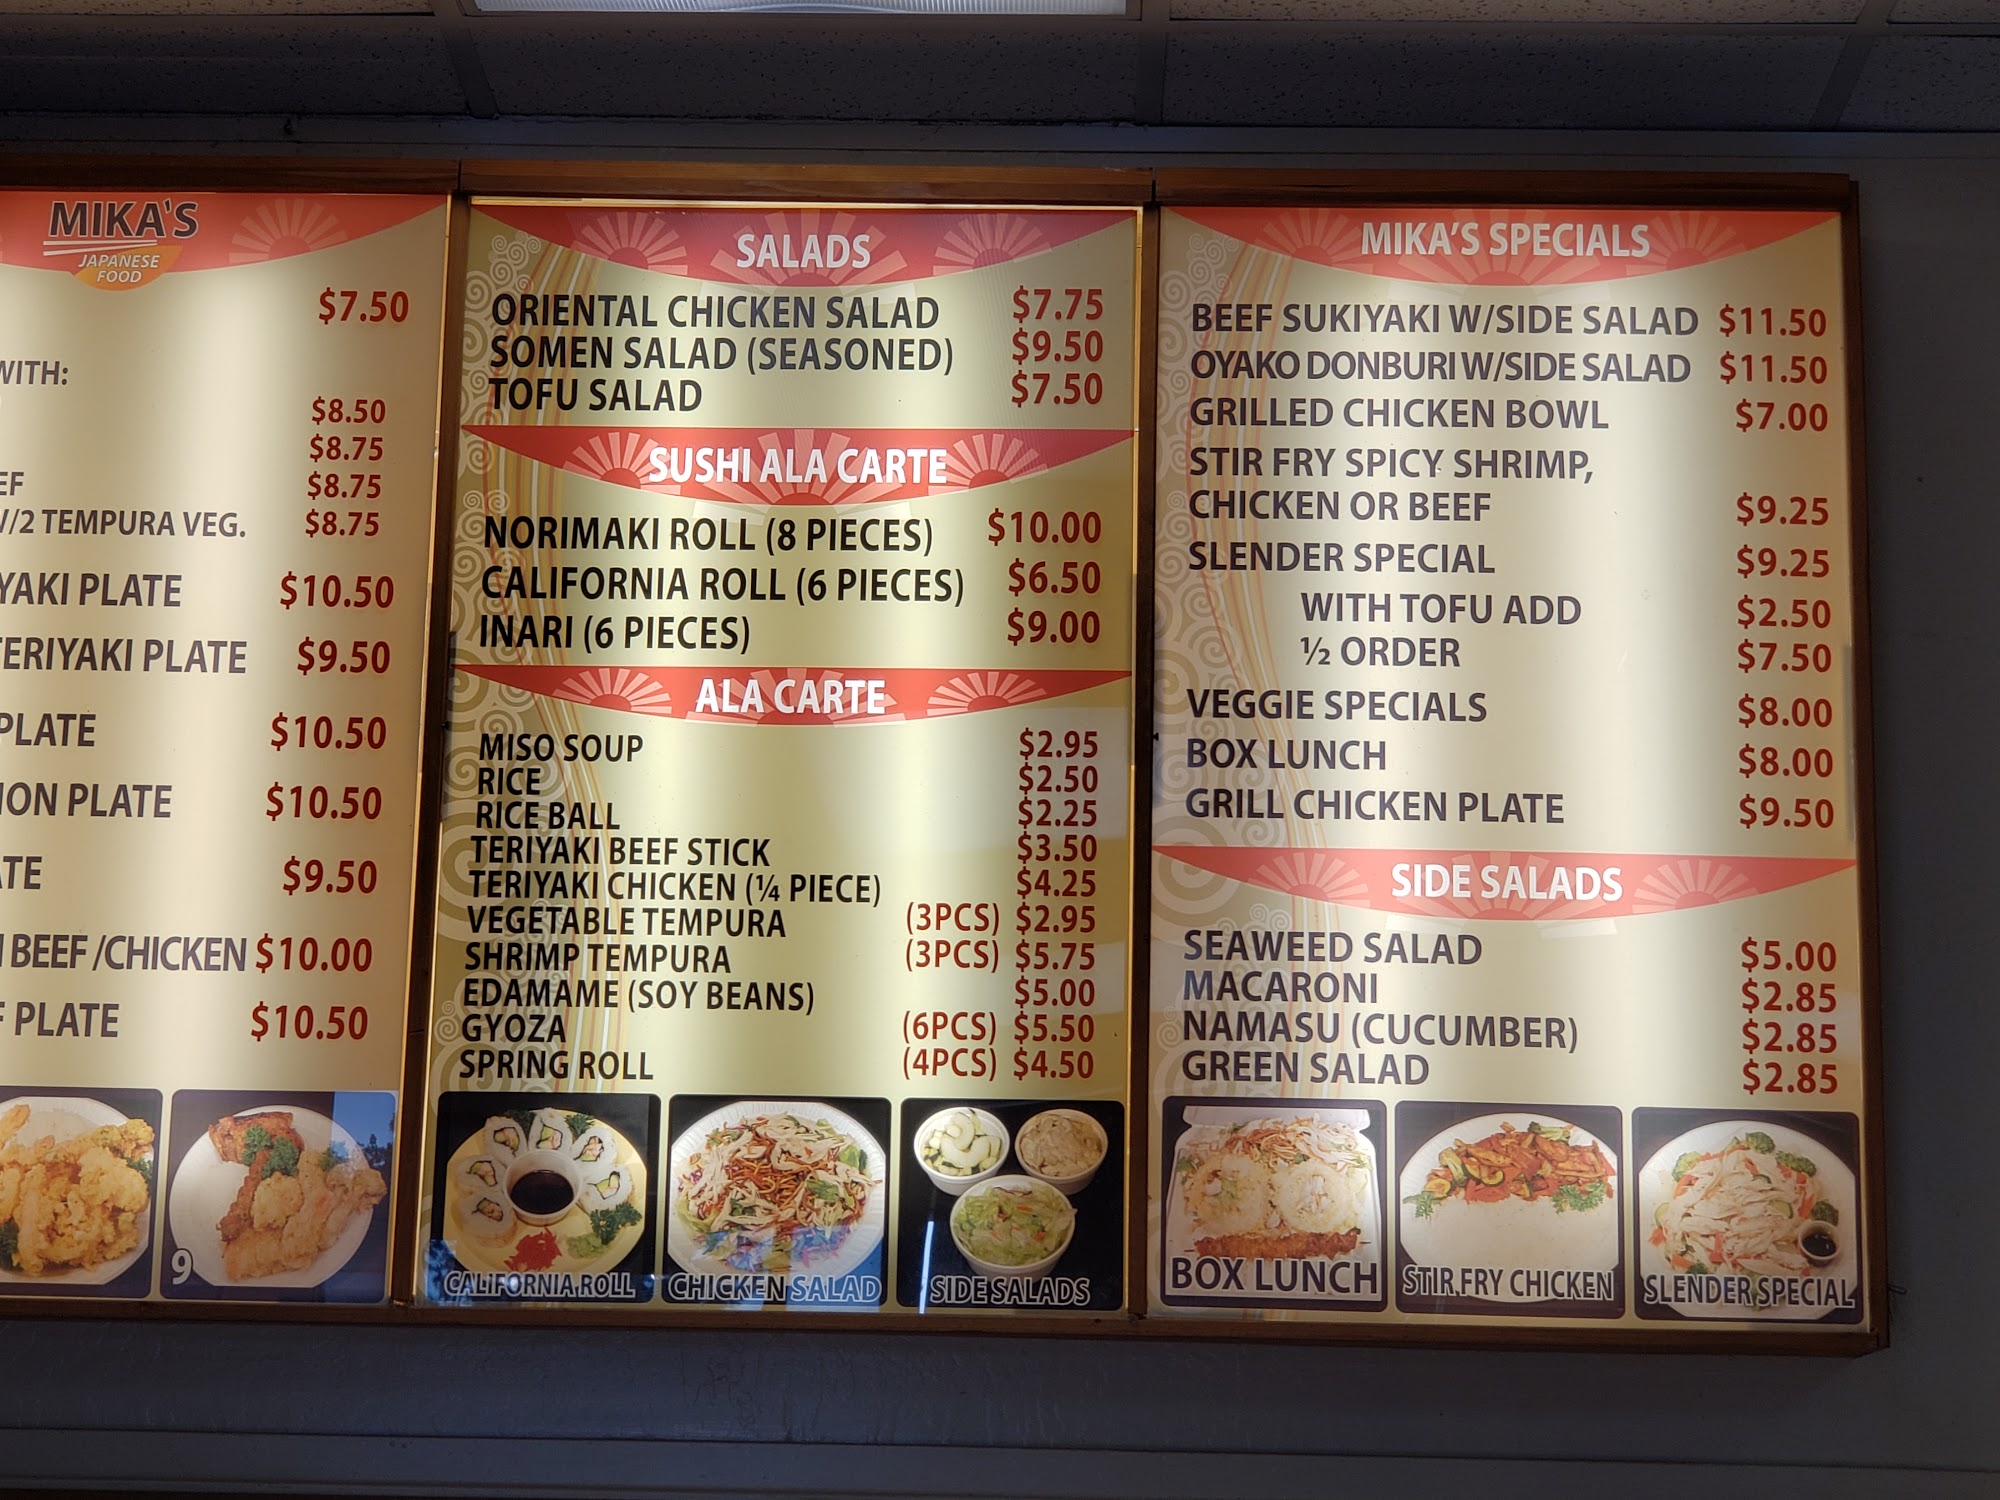 MIKA'S
JAPANESE
FOOD
$7.50
WITH:
$8.50
$8.75
$8.75
W/2 TEMPURA VEG. $8.75
PLATE $10.50
TERIYAKI PLATE $9.50
PLATE $10.50
PLATE $10.50
$9.50
BEEF /CHICKEN $10.00
PLATE $10.50
9
SALADS
ORIENTAL CHICKEN SALAD $7.75
SOMEN SALAD (SEASONED) $9.50
TOFU SALAD $7.50
SUSHI ALA CARTE
NORIMAKI ROLL (8 PIECES) $10.00
CALIFORNIA ROLL (6 PIECES) $6.50
INARI (6 PIECES) $9.00
ALA CARTE
MISO SOUP $2.95
RICE $2.50
RICE BALL $2.25
TERIYAKI BEEF STICK $3.50
TERIYAKI CHICKEN (¼ PIECE) $4.25
VEGETABLE TEMPURA (3PCS) $2.95
SHRIMP TEMPURA (3PCS) $5.75
EDAMAME (SOY BEANS) $5.00
GYOZA (6PCS) $5.50
SPRING ROLL (4PCS) $4.50
CALIFORNIA ROLL
CHICKEN SALAD
SIDE SALADS
MIKA'S SPECIALS
BEEF SUKIYAKI W/SIDE SALAD $11.50
OYAKO DONBURI W/SIDE SALAD $11.50
GRILLED CHICKEN BOWL $7.00
STIR FRY SPICY SHRIMP,
CHICKEN OR BEEF $9.25
SLENDER SPECIAL $9.25
WITH TOFU ADD $2.50
½ ORDER $7.50
VEGGIE SPECIALS $8.00
BOX LUNCH $8.00
GRILL CHICKEN PLATE $9.50
SIDE SALADS
SEAWEED SALAD $5.00
MACARONI $2.85
NAMASU (CUCUMBER) $2.85
GREEN SALAD $2.85
BOX LUNCH
STIR FRY CHICKEN
SLENDER SPECIAL